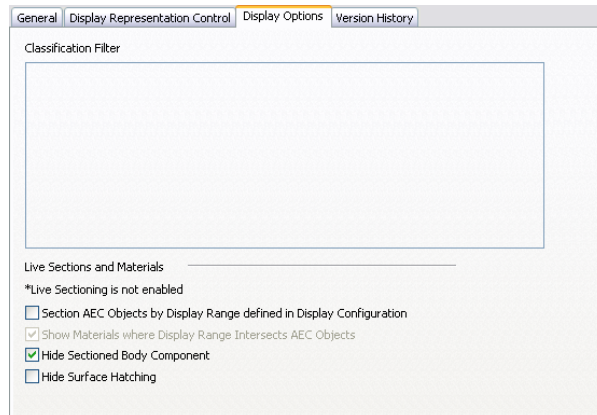 General Display Representation Control Display Options Version History
Classification Filter
Live Sections and Materials
*Live Sectioning is not enabled
Section AEC Objects by Display Range defined in Display Configuration
Show Materials where Display Range Intersects AEC Objects
Hide Sectioned Body Component
Hide Surface Hatching